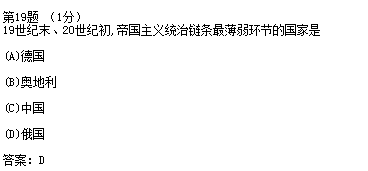 第19题 （1分）
19世纪末、20世纪初,帝国主义统治链条最薄弱环节的国家是
(A)德国
(B)奥地利
(C)中国
(D)俄国
答案：D